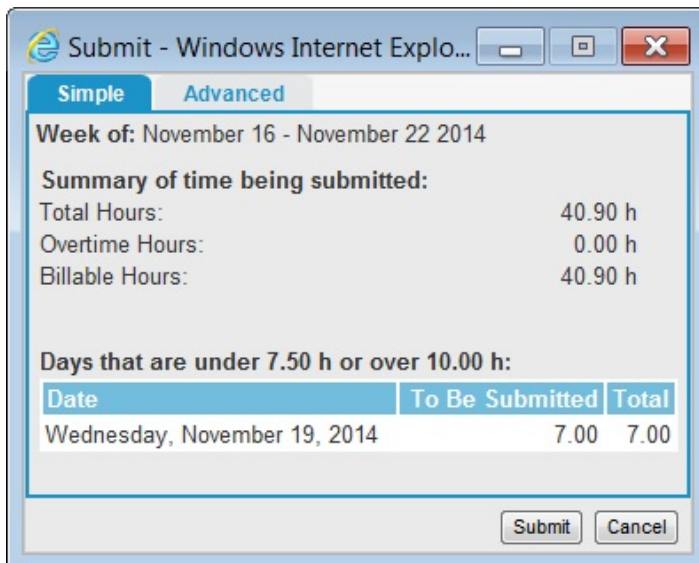 Submit - Windows Internet Explo...
Simple Advanced
Week of: November 16 - November 22 2014
Summary of time being submitted:
Total Hours: 40.90 h
Overtime Hours: 0.00 h
Billable Hours: 40.90 h
Days that are under 7.50 h or over 10.00 h:
Date To Be Submitted Total
Wednesday, November 19, 2014 7.00 7.00
Submit Cancel